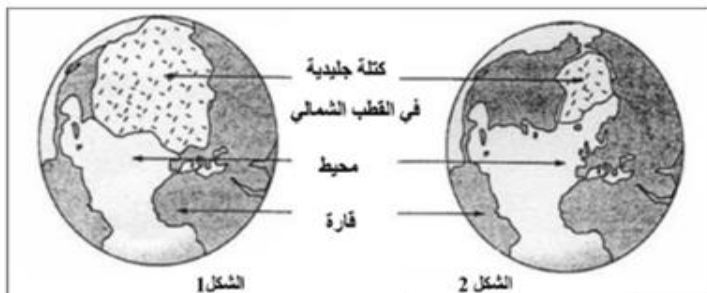 كتلة جليدية
في القطب الشمالي
محيط
قارة
الشكل1
الشكل 2